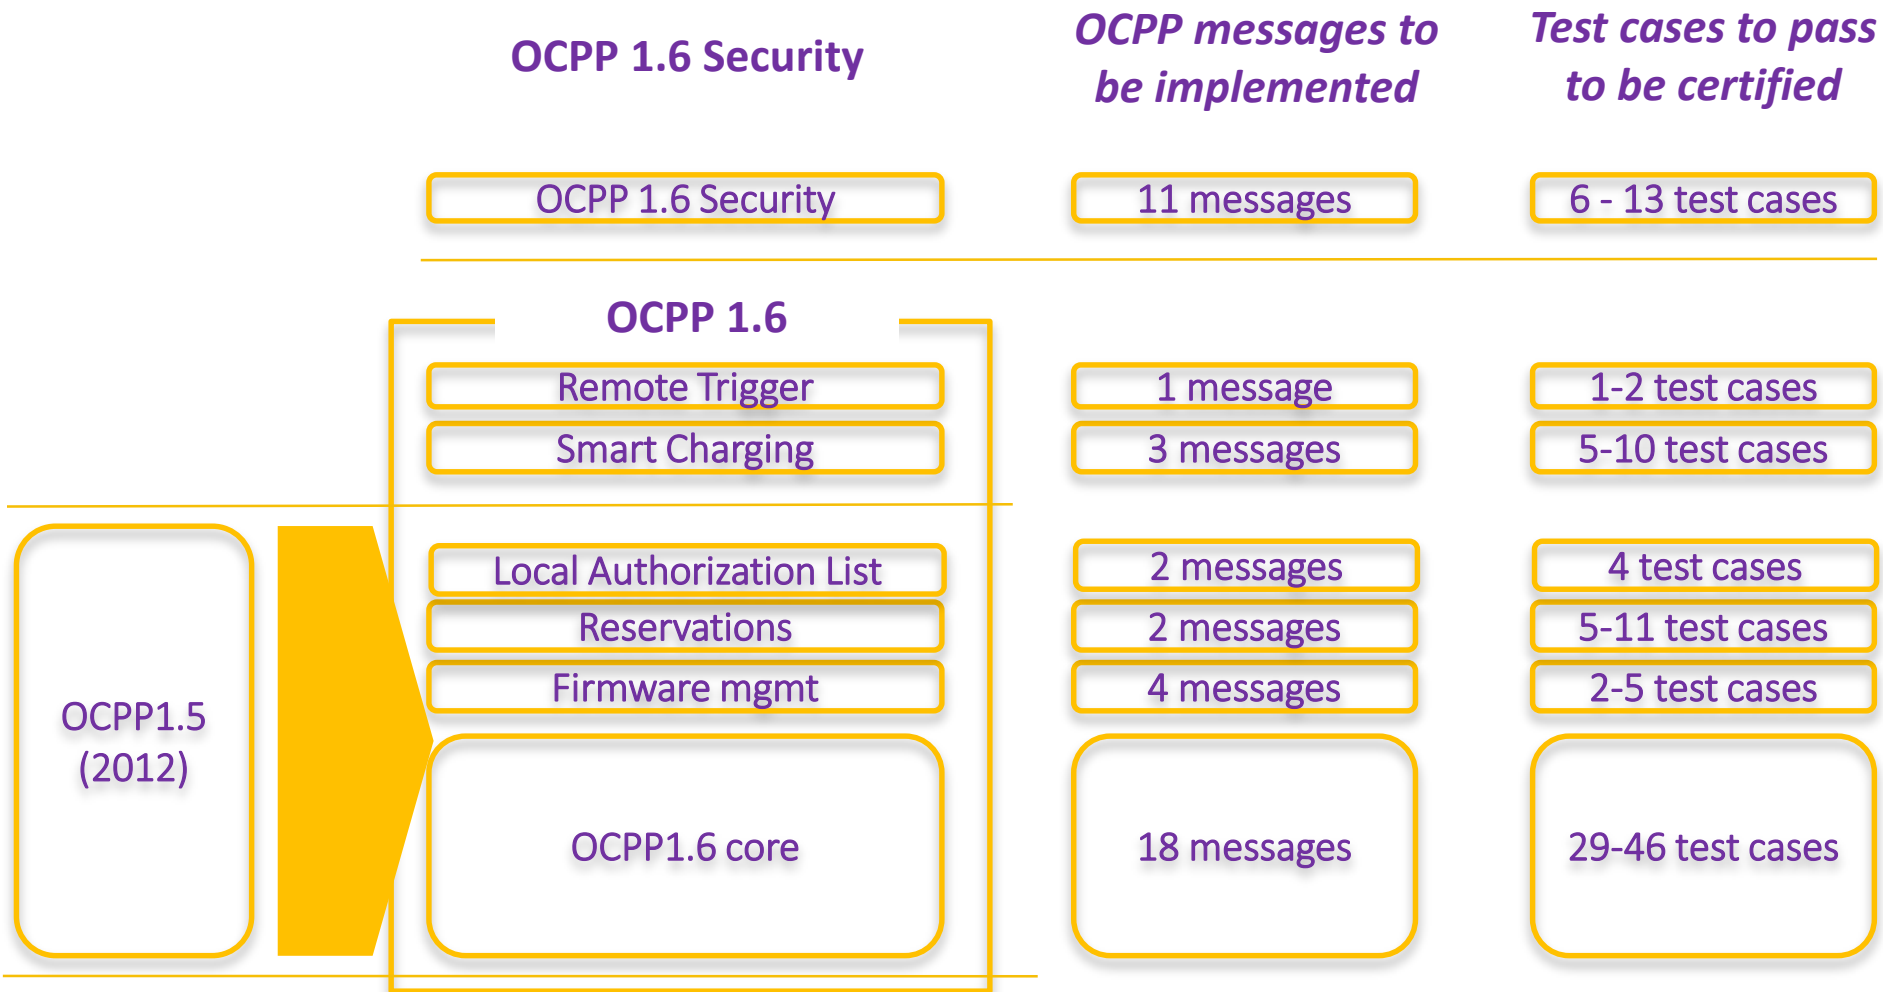 OCPP 1.6 Security
OCPP messages to
be implemented
Test cases to pass
to be certified
OCPP 1.6 Security
11 messages
6 - 13 test cases
OCPP 1.6
Remote Trigger
1 message
1-2 test cases
Smart Charging
3 messages
5-10 test cases
Local Authorization List
2 messages
4 test cases
Reservations
2 messages
5-11 test cases
Firmware mgmt
4 messages
2-5 test cases
OCPP1.5
(2012)
OCPP1.6 core
18 messages
29-46 test cases